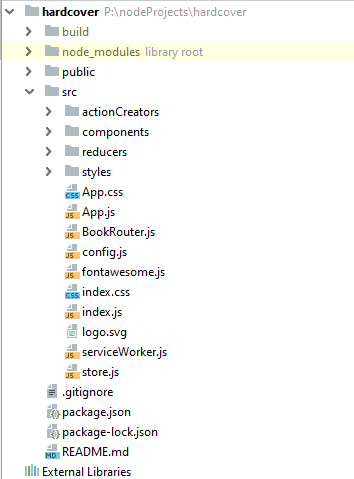 hardcover P:\nodeProjects\hardcover
build
node_modules library root
public
src
actionCreators
components
reducers
styles
App.css
App.js
BookRouter.js
config.js
fontawesome.js
index.css
index.js
logo.svg
serviceWorker.js
store.js
.gitignore
package.json
package-lock.json
README.md
External Libraries